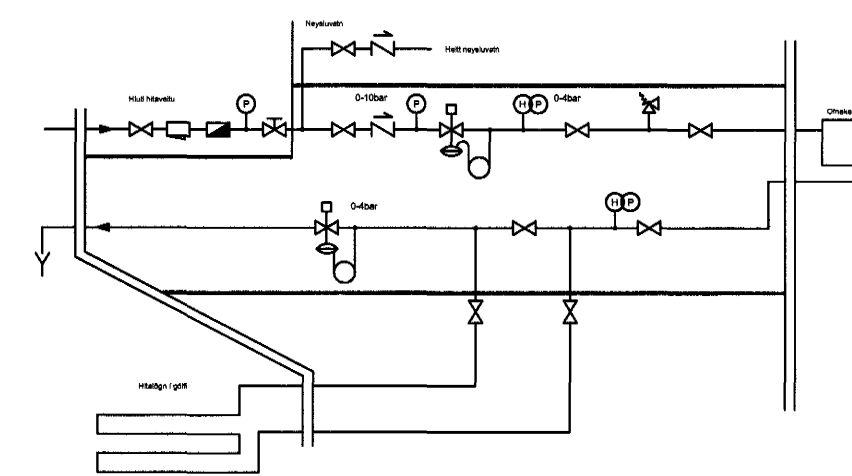 Neysluvatn
Heitt neysluvatn
Hluti hitaveitu
P
0-10bar
P
H P
0-4bar
Ofnake
0-4bar
H P
Hitalögn í gólfi